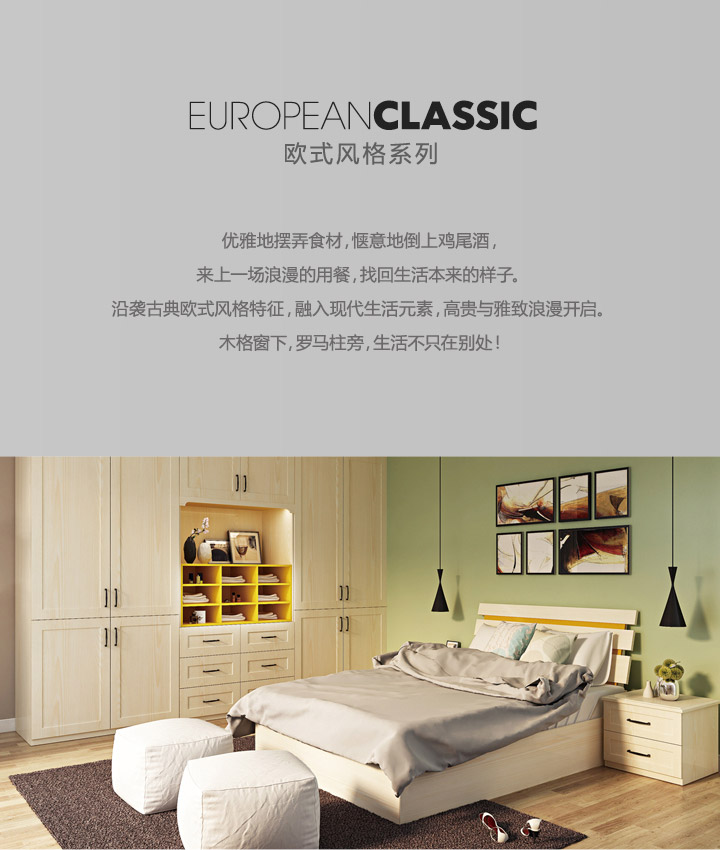 EUROPEANCLASSIC
欧式风格系列
优雅地摆弄食材,惬意地倒上鸡尾酒,
来上一场浪漫的用餐,找回生活本来的样子。
沿袭古典欧式风格特征,融入现代生活元素,高贵与雅致浪漫开启。
木格窗下,罗马柱旁,生活不只在别处!